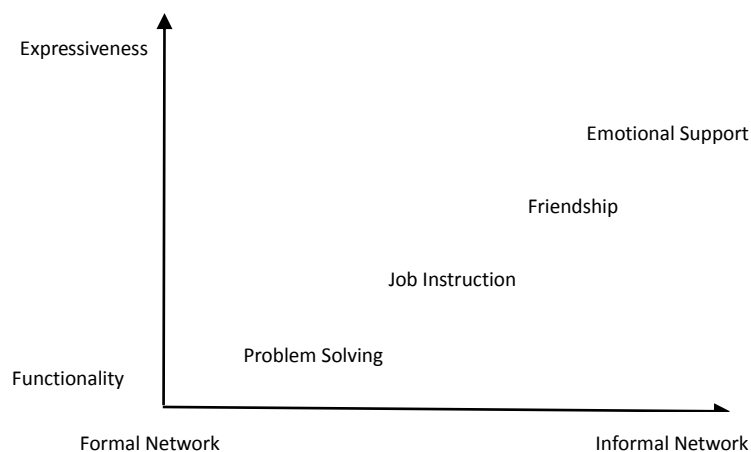 Expressiveness
Emotional Support
Friendship
Job Instruction
Problem Solving
Functionality
Formal Network
Informal Network